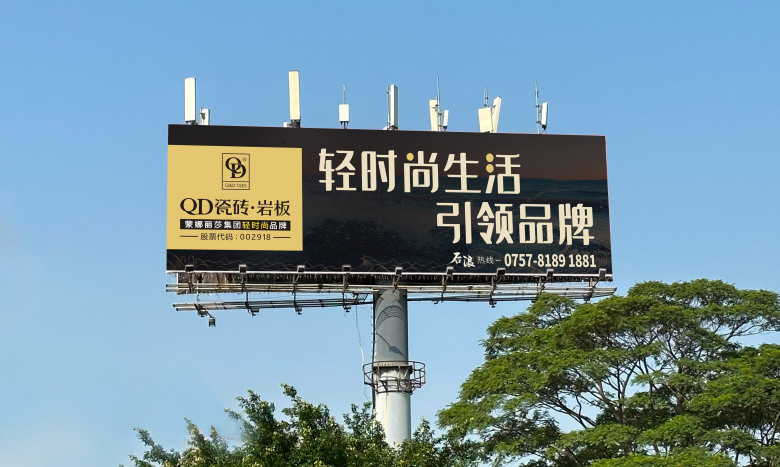 QD TILES
QD瓷砖·岩板
蒙娜丽莎集团轻时尚品牌
股票代码：002918
轻时尚生活
引领品牌
热线 0757-8189 1881